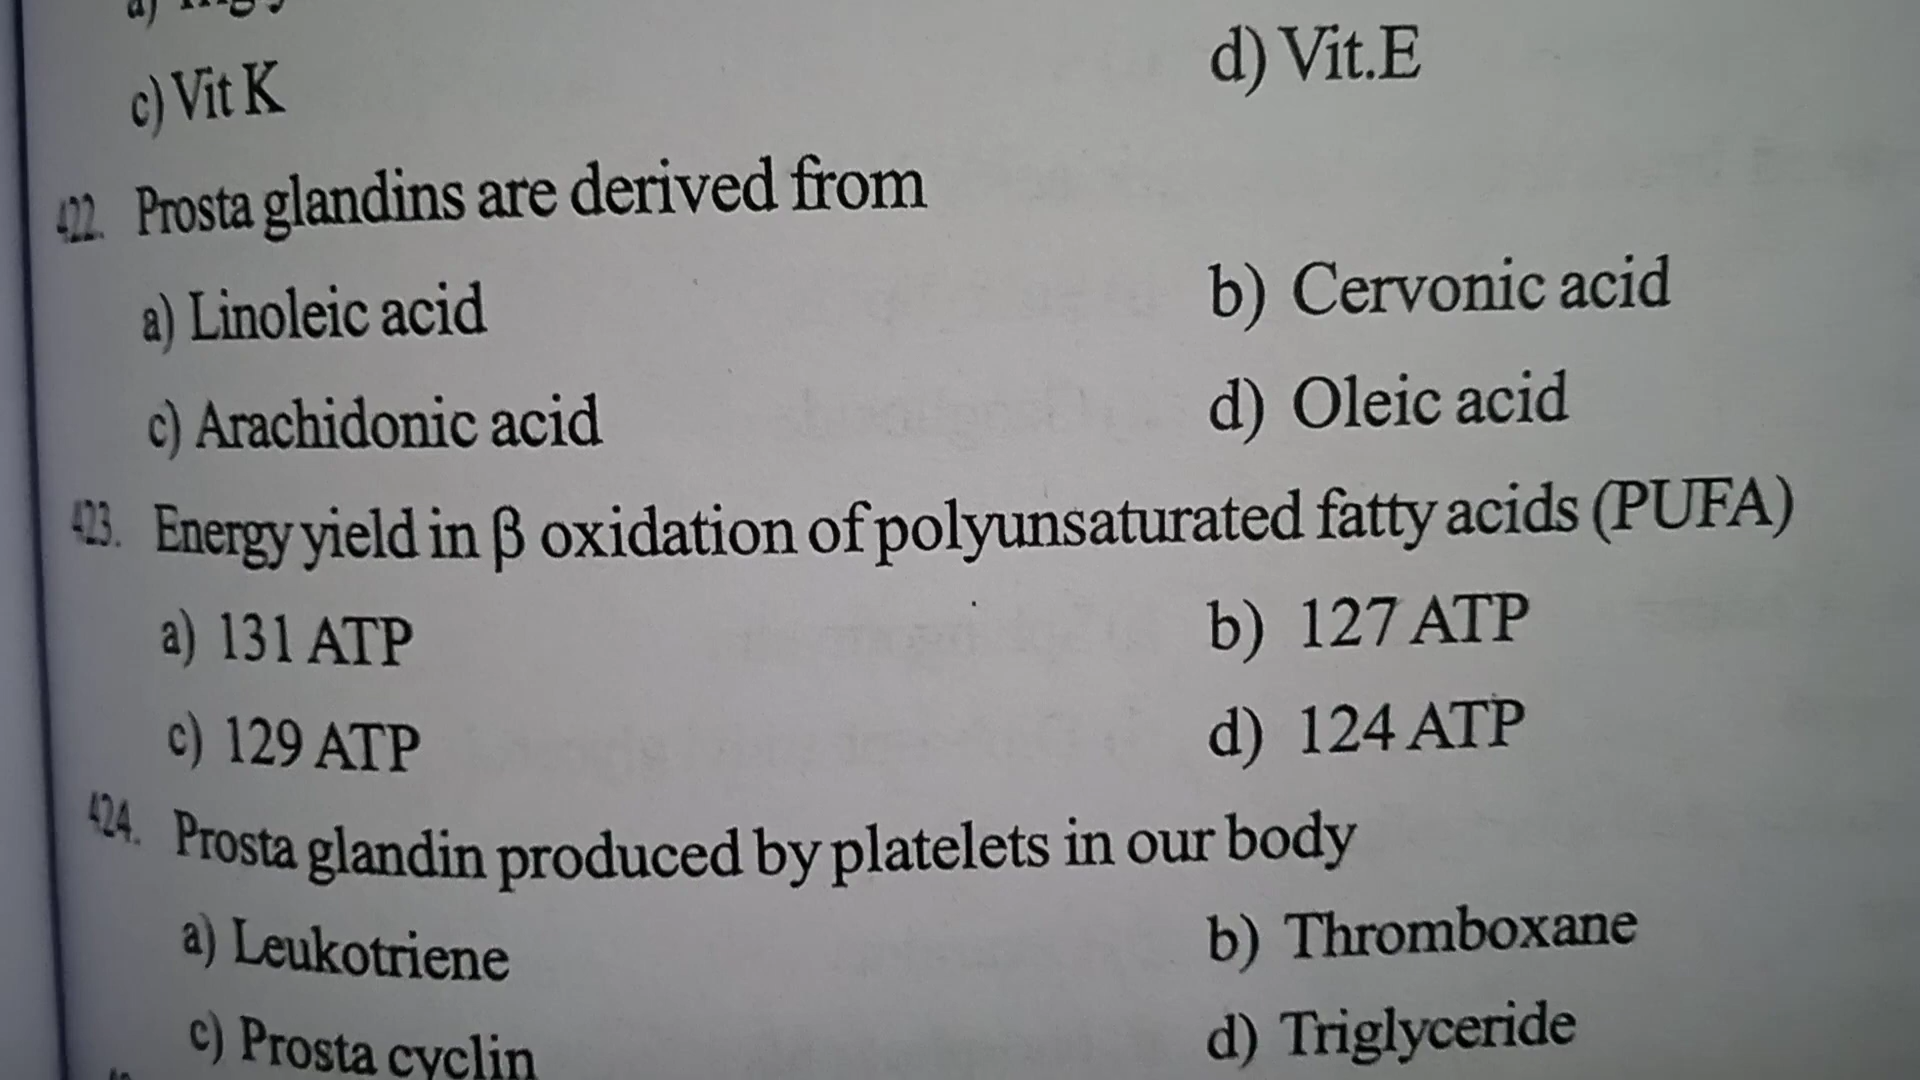 c) Vit K
d) Vit.E
422. Prosta glandins are derived from
a) Linoleic acid
b) Cervonic acid
c) Arachidonic acid
d) Oleic acid
423. Energy yield in β oxidation of polyunsaturated fatty acids (PUFA)
a) 131 ATP
b) 127 ATP
c) 129 ATP
d) 124 ATP
424. Prosta glandin produced by platelets in our body
a) Leukotriene
b) Thromboxane
c) Prosta cyclin
d) Triglyceride